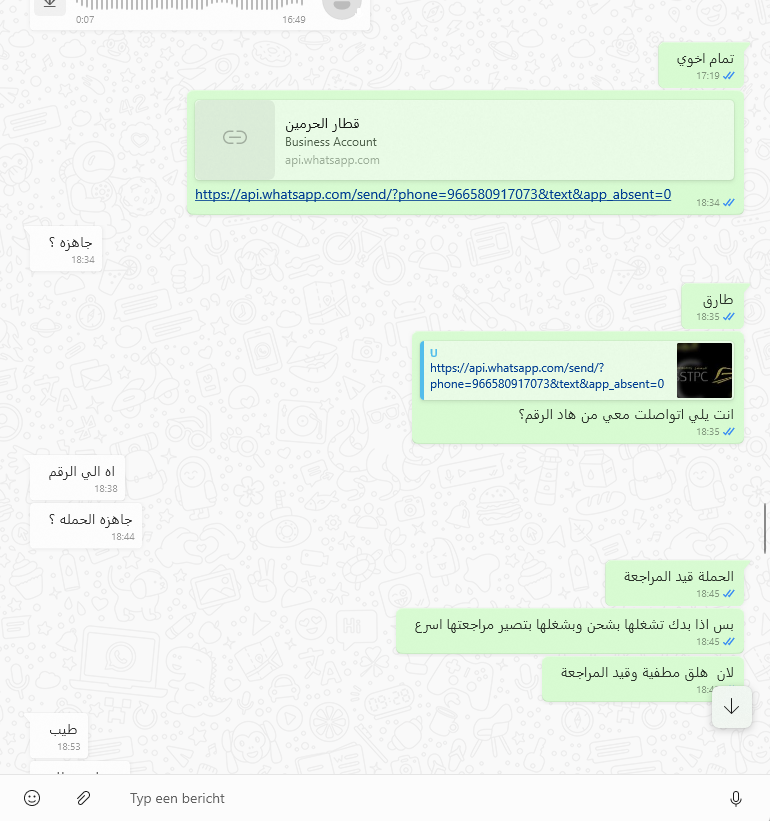 0:07
16:49
تمام اخوي
17:19
قطار الحرمين
Business Account
api.whatsapp.com
https://api.whatsapp.com/send/?phone=966580917073&text&app_absent=0
18:34
جاهزه ؟
18:34
طارق
18:35
U
https://api.whatsapp.com/send/?
phone=966580917073&text&app_absent=0
STPC
انت يلي اتواصلت معي من هاد الرقم؟
18:35
اه الي الرقم
18:38
جاهزه الحمله ؟
18:44
الحملة قيد المراجعة
18:45
بس اذا بدك تشغلها بشحن وبشغلها بتصير مراجعتها اسرع
18:45
لان هلق مطفية وقيد المراجعة
طيب
18:53
Typ een bericht